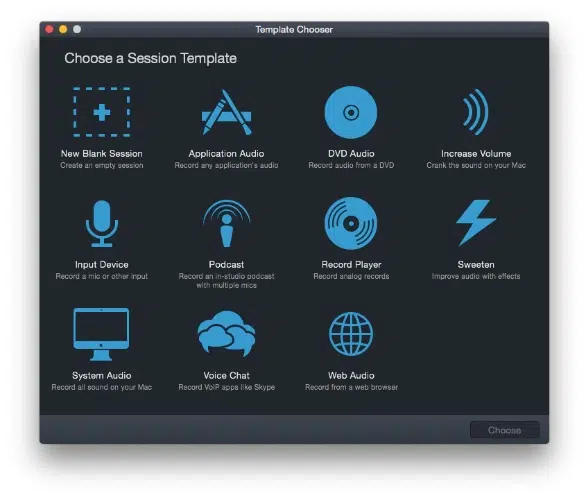 Template Chooser
Choose a Session Template
New Blank Session
Create an empty session
Application Audio
Record any application's audio
DVD Audio
Record audio from a DVD
Increase Volume
Crank the sound on your Mac
Input Device
Record a mic or other input
Podcast
Record an in-studio podcast
with multiple mics
Record Player
Record analog records
Sweeten
Improve audio with effects
System Audio
Record all sound on your Mac
Voice Chat
Record VoIP apps like Skype
Web Audio
Record from a web browser
Choose